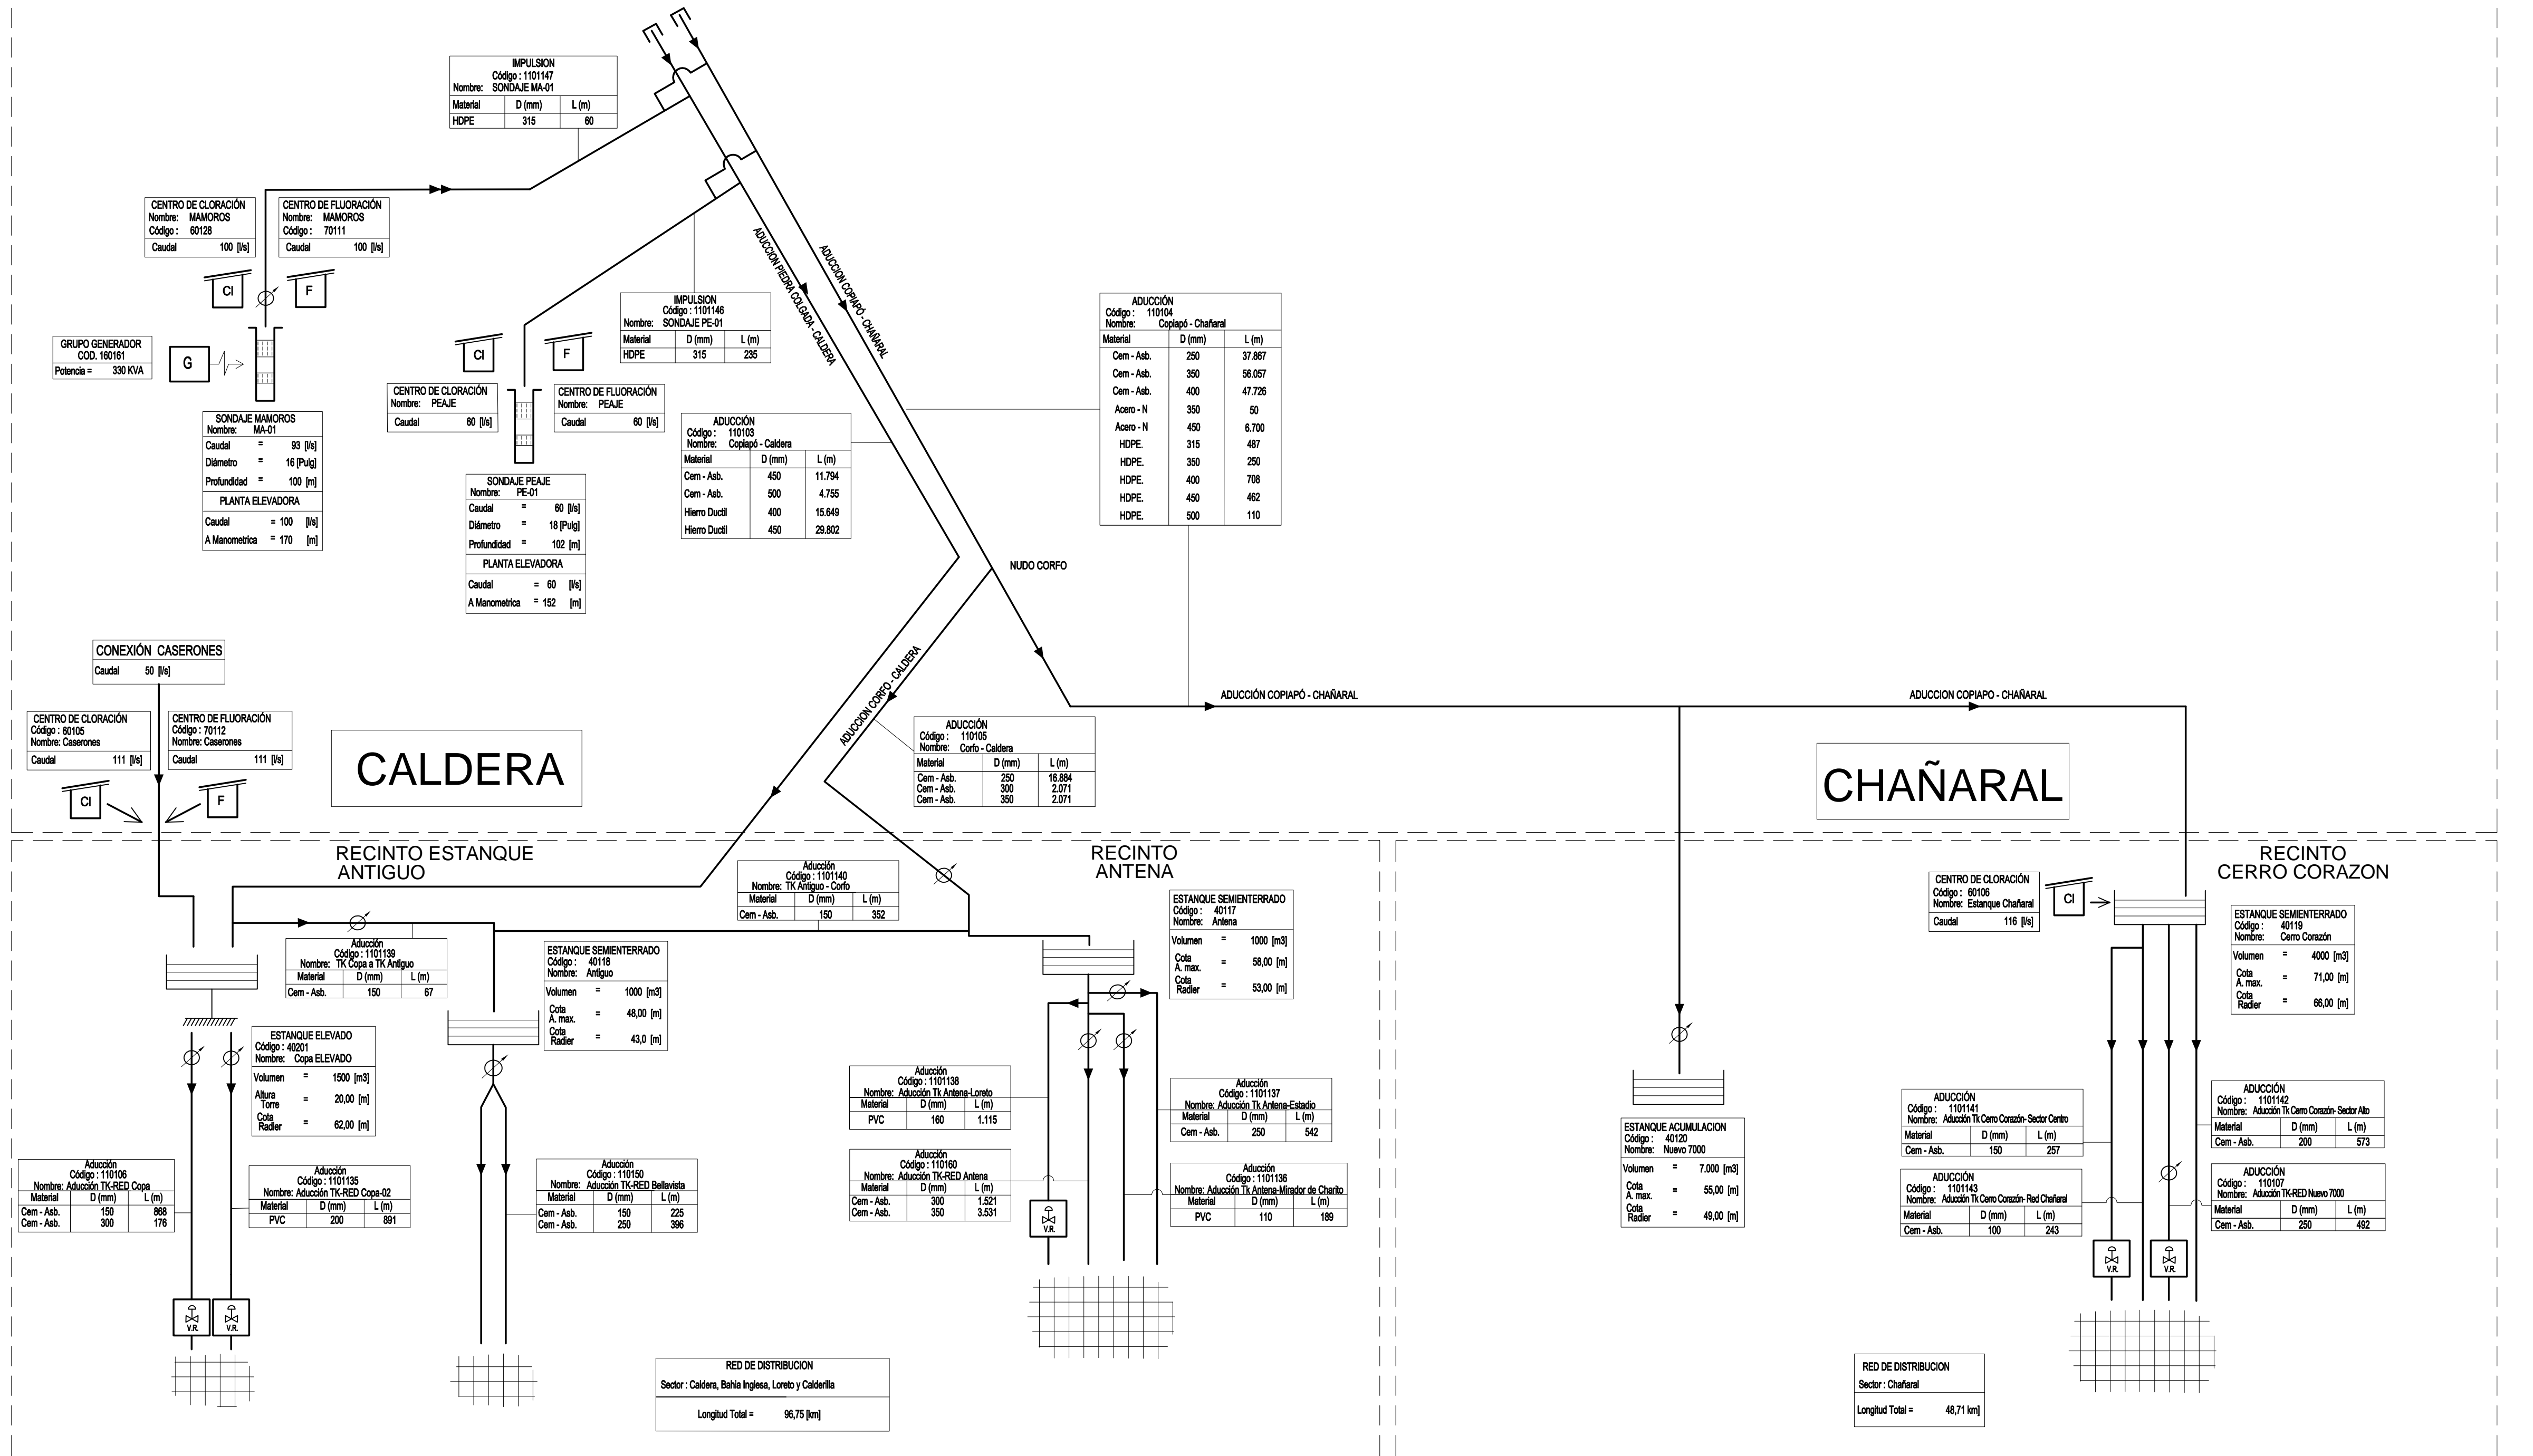 IMPULSION
Código : 1101147
Nombre: SONDAJE MA-01
Material D (mm) L (m)
HDPE 315 60
CENTRO DE CLORACIÓN
Nombre: MAMOROS
Código : 60128
Caudal 100 [l/s]
CENTRO DE FLUORACIÓN
Nombre: MAMOROS
Código : 70111
Caudal 100 [l/s]
Cl
F
GRUPO GENERADOR
COD. 160161
Potencia = 330 KVA
G
SONDAJE MAMOROS
Nombre: MA-01
Caudal = 93 [l/s]
Diámetro = 16 [Pulg]
Profundidad = 100 [m]
PLANTA ELEVADORA
Caudal = 100 [l/s]
A Manometrica = 170 [m]
IMPULSION
Código : 1101146
Nombre: SONDAJE PE-01
Material D (mm) L (m)
HDPE 315 235
Cl
F
CENTRO DE CLORACIÓN
Nombre: PEAJE
Caudal 60 [l/s]
CENTRO DE FLUORACIÓN
Nombre: PEAJE
Caudal 60 [l/s]
SONDAJE PEAJE
Nombre: PE-01
Caudal = 60 [l/s]
Diámetro = 18 [Pulg]
Profundidad = 102 [m]
PLANTA ELEVADORA
Caudal = 60 [l/s]
A Manometrica = 152 [m]
ADUCCION PIEDRA COLGADA - CALDERA
ADUCCION COPIAPÓ - CHAÑARAL
ADUCCIÓN
Código : 110103
Nombre: Copiapó - Caldera
Material D (mm) L (m)
Cem - Asb. 450 11.794
Cem - Asb. 500 4.755
Hierro Ductil 400 15.649
Hierro Ductil 450 29.802
ADUCCIÓN
Código : 110104
Nombre: Copiapó - Chañaral
Material D (mm) L (m)
Cem - Asb. 250 37.867
Cem - Asb. 350 56.057
Cem - Asb. 400 47.726
Acero - N 350 50
Acero - N 450 6.700
HDPE. 315 487
HDPE. 350 250
HDPE. 400 708
HDPE. 450 462
HDPE. 500 110
NUDO CORFO
ADUCCION CORFO - CALDERA
ADUCCIÓN COPIAPÓ - CHAÑARAL
ADUCCION COPIAPO - CHAÑARAL
CONEXIÓN CASERONES
Caudal 50 [l/s]
CENTRO DE CLORACIÓN
Código : 60105
Nombre: Caserones
Caudal 111 [l/s]
CENTRO DE FLUORACIÓN
Código : 70112
Nombre: Caserones
Caudal 111 [l/s]
Cl
F
CALDERA
ADUCCIÓN
Código : 110105
Nombre: Corfo - Caldera
Material D (mm) L (m)
Cem - Asb. 250 16.884
Cem - Asb. 300 2.071
Cem - Asb. 350 2.071
CHAÑARAL
RECINTO ESTANQUE
ANTIGUO
Aducción
Código : 1101140
Nombre: TK Antiguo - Corfo
Material D (mm) L (m)
Cem - Asb. 150 352
RECINTO
ANTENA
Aducción
Código : 1101139
Nombre: TK Copa a TK Antiguo
Material D (mm) L (m)
Cem - Asb. 150 67
ESTANQUE SEMIENTERRADO
Código : 40118
Nombre: Antiguo
Volumen = 1000 [m3]
Cota
A. max. = 48,00 [m]
Cota
Radier = 43,0 [m]
ESTANQUE SEMIENTERRADO
Código : 40117
Nombre: Antena
Volumen = 1000 [m3]
Cota
A. max. = 58,00 [m]
Cota
Radier = 53,00 [m]
ESTANQUE ELEVADO
Código : 40201
Nombre: Copa ELEVADO
Volumen = 1500 [m3]
Altura
Torre = 20,00 [m]
Cota
Radier = 62,00 [m]
Aducción
Código : 110106
Nombre: Aducción TK-RED Copa
Material D (mm) L (m)
Cem - Asb. 150 868
Cem - Asb. 300 176
Aducción
Código : 1101135
Nombre: Aducción TK-RED Copa-02
Material D (mm) L (m)
PVC 200 891
Aducción
Código : 110150
Nombre: Aducción TK-RED Bellavista
Material D (mm) L (m)
Cem - Asb. 150 225
Cem - Asb. 250 396
Aducción
Código : 1101138
Nombre: Aducción Tk Antena-Loreto
Material D (mm) L (m)
PVC 160 1.115
Aducción
Código : 110160
Nombre: Aducción TK-RED Antena
Material D (mm) L (m)
Cem - Asb. 300 1.521
Cem - Asb. 350 3.531
Aducción
Código : 1101137
Nombre: Aducción Tk Antena-Estadio
Material D (mm) L (m)
Cem - Asb. 250 542
Aducción
Código : 1101136
Nombre: Aducción Tk Antena-Mirador de Charito
Material D (mm) L (m)
PVC 110 189
V.R.
V.R.
V.R.
RED DE DISTRIBUCION
Sector : Caldera, Bahia Inglesa, Loreto y Calderilla
Longitud Total = 96,75 [km]
RECINTO
CERRO CORAZON
CENTRO DE CLORACIÓN
Código : 60106
Nombre: Estanque Chañaral
Caudal 116 [l/s]
Cl
ESTANQUE SEMIENTERRADO
Código : 40119
Nombre: Cerro Corazón
Volumen = 4000 [m3]
Cota
A. max. = 71,00 [m]
Cota
Radier = 66,00 [m]
ESTANQUE ACUMULACION
Código : 40120
Nombre: Nuevo 7000
Volumen = 7.000 [m3]
Cota
A. max. = 55,00 [m]
Cota
Radier = 49,00 [m]
ADUCCIÓN
Código : 1101141
Nombre: Aducción Tk Cerro Corazón- Sector Centro
Material D (mm) L (m)
Cem - Asb. 150 257
ADUCCIÓN
Código : 1101143
Nombre: Aducción Tk Cerro Corazón- Red Chañaral
Material D (mm) L (m)
Cem - Asb. 100 243
ADUCCIÓN
Código : 1101142
Nombre: Aducción Tk Cerro Corazón- Sector Alto
Material D (mm) L (m)
Cem - Asb. 200 573
ADUCCIÓN
Código : 110107
Nombre: Aducción TK-RED Nuevo 7000
Material D (mm) L (m)
Cem - Asb. 250 492
V.R.
V.R.
RED DE DISTRIBUCION
Sector : Chañaral
Longitud Total = 48,71 km]